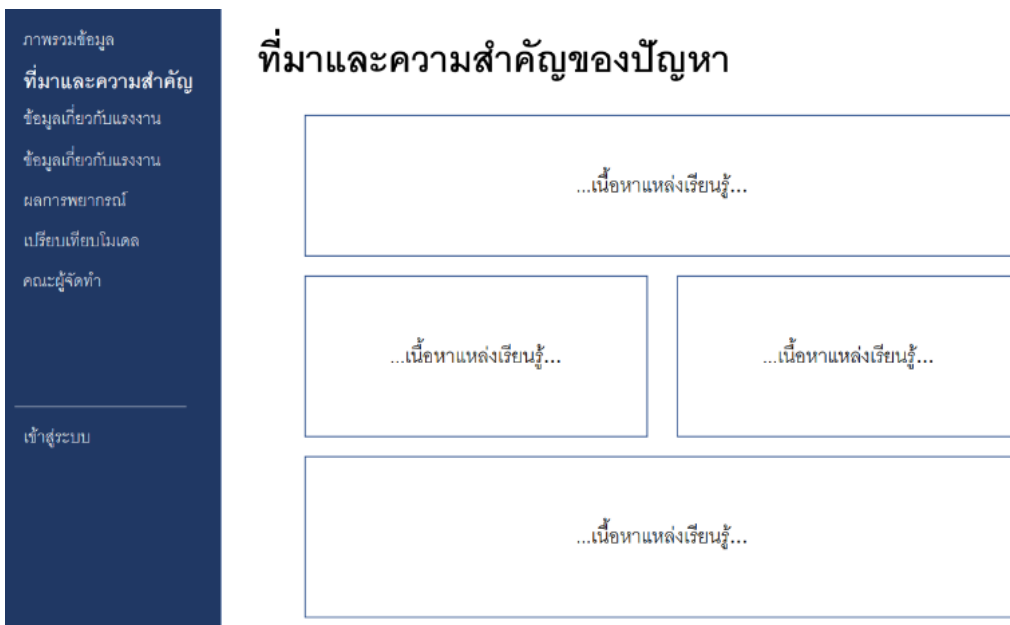 ภาพรวมข้อมูล
ที่มาและความสำคัญ
ข้อมูลเกี่ยวกับแรงงาน
ข้อมูลเกี่ยวกับแรงงาน
ผลการพยากรณ์
เปรียบเทียบโมเดล
คณะผู้จัดทำ
เข้าสู่ระบบ
ที่มาและความสำคัญของปัญหา
...เนื้อหาแหล่งเรียนรู้...
...เนื้อหาแหล่งเรียนรู้...
...เนื้อหาแหล่งเรียนรู้...
...เนื้อหาแหล่งเรียนรู้...